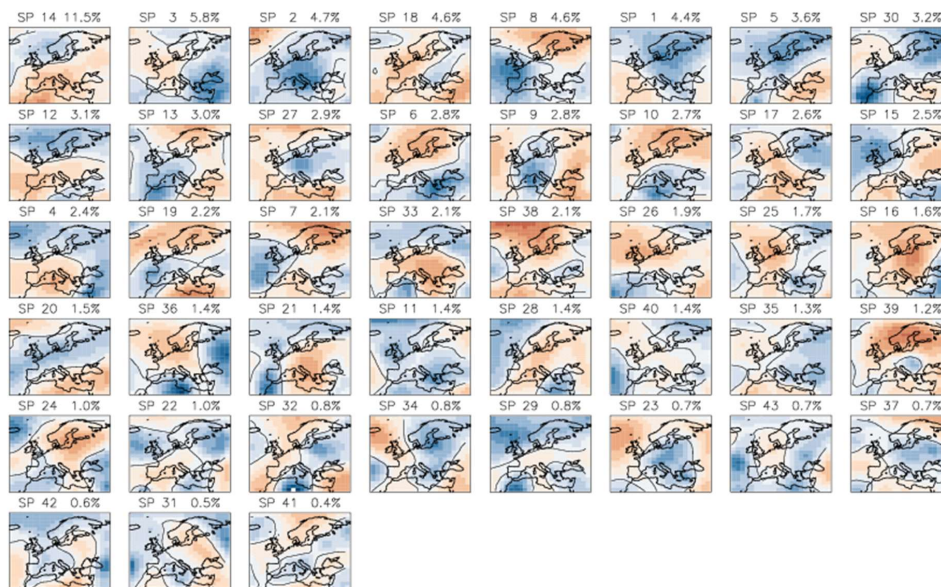 SP 14 11.5% SP 3 5.8% SP 2 4.7% SP 18 4.6% SP 8 4.6% SP 1 4.4% SP 5 3.6% SP 30 3.2%
SP 12 3.1% SP 13 3.0% SP 27 2.9% SP 6 2.8% SP 9 2.8% SP 10 2.7% SP 17 2.6% SP 15 2.5%
SP 4 2.4% SP 19 2.2% SP 7 2.1% SP 33 2.1% SP 38 2.1% SP 26 1.9% SP 25 1.7% SP 16 1.6%
SP 20 1.5% SP 36 1.4% SP 21 1.4% SP 11 1.4% SP 28 1.4% SP 40 1.4% SP 35 1.3% SP 39 1.2%
SP 24 1.0% SP 22 1.0% SP 32 0.8% SP 34 0.8% SP 29 0.8% SP 23 0.7% SP 43 0.7% SP 37 0.7%
SP 42 0.6% SP 31 0.5% SP 41 0.4%